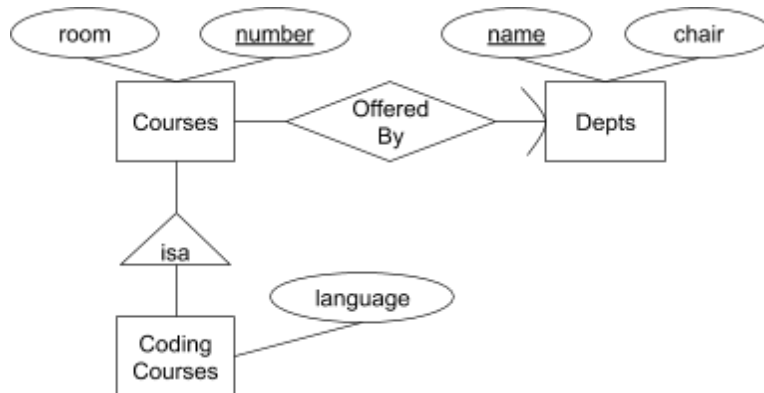 room
number
name
chair
Courses
Offered
By
Depts
isa
language
Coding
Courses